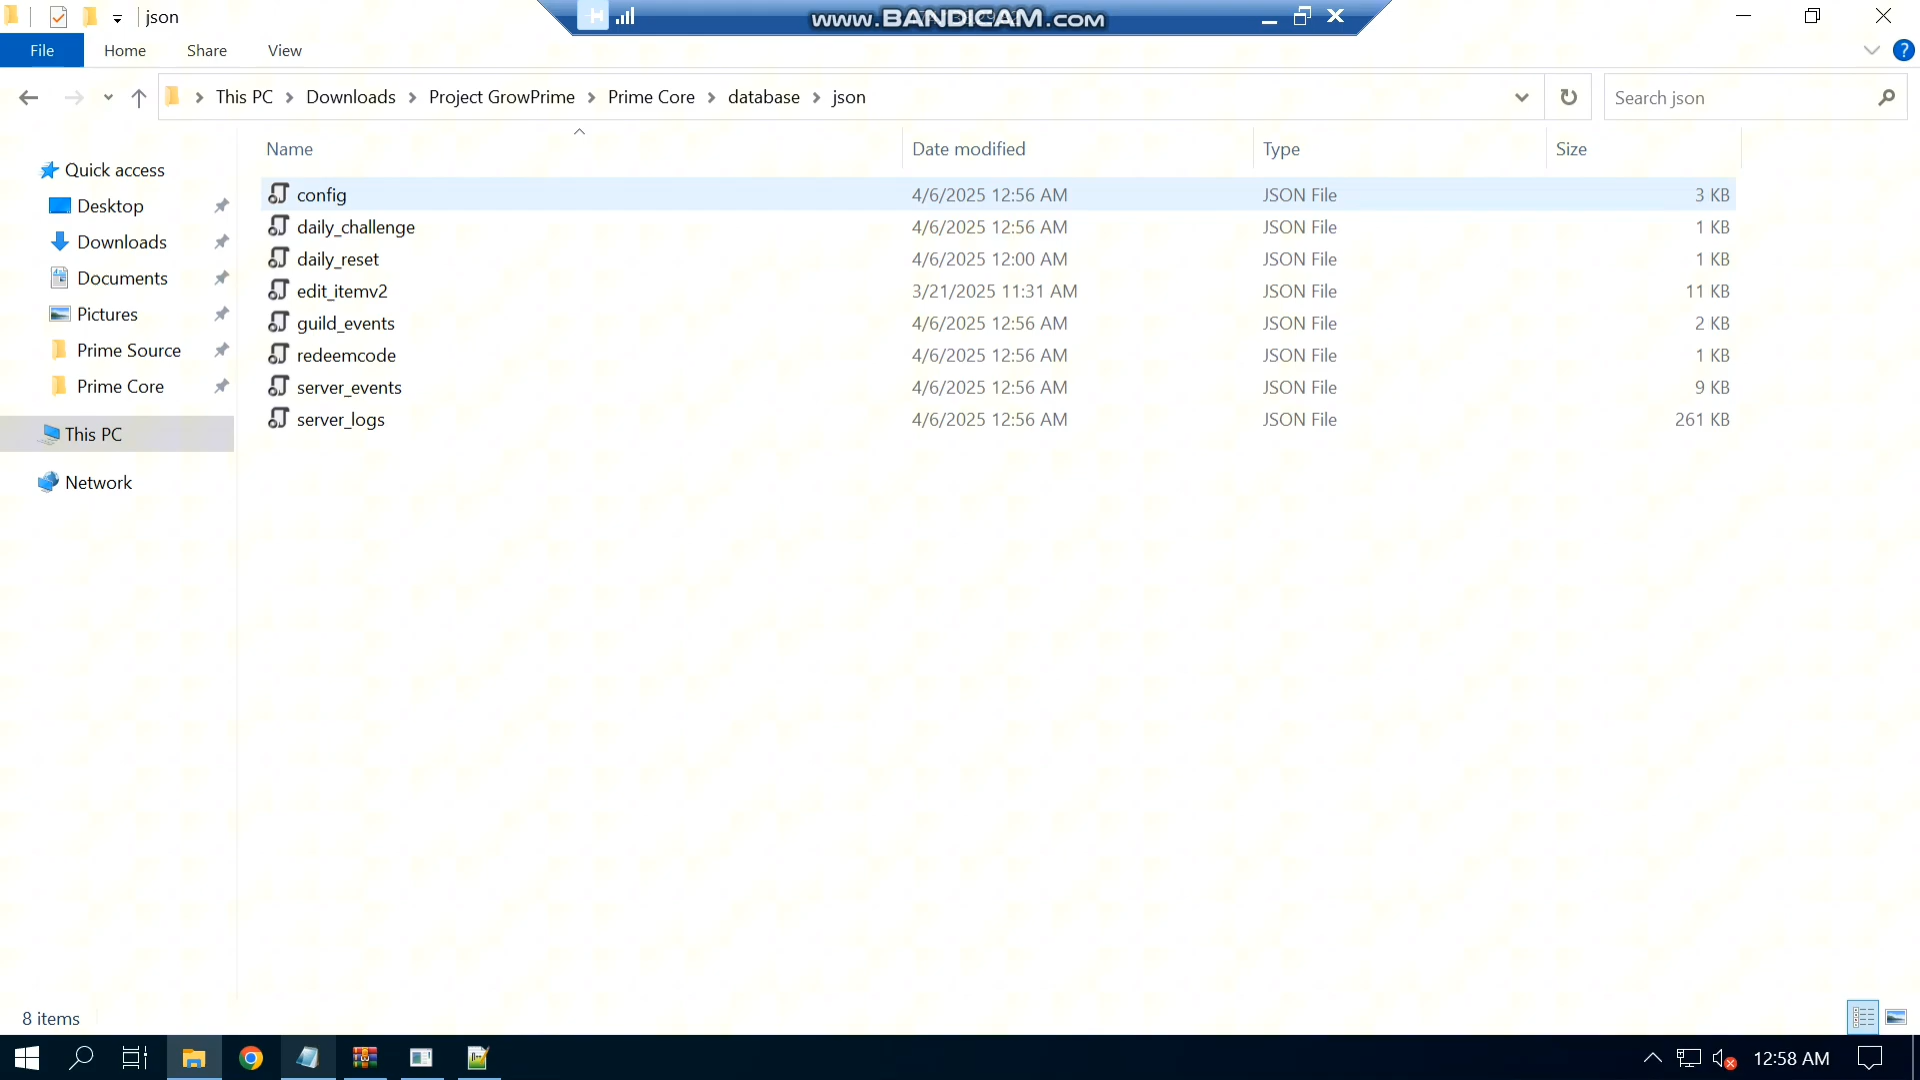 json
www.BANDICAM.com
File Home Share View
This PC Downloads Project GrowPrime Prime Core database json
Search json
Name Date modified Type Size
Quick access
Desktop
Downloads
Documents
Pictures
Prime Source
Prime Core
This PC
Network
config 4/6/2025 12:56 AM JSON File 3 KB
daily_challenge 4/6/2025 12:56 AM JSON File 1 KB
daily_reset 4/6/2025 12:00 AM JSON File 1 KB
edit_itemv2 3/21/2025 11:31 AM JSON File 11 KB
guild_events 4/6/2025 12:56 AM JSON File 2 KB
redeemcode 4/6/2025 12:56 AM JSON File 1 KB
server_events 4/6/2025 12:56 AM JSON File 9 KB
server_logs 4/6/2025 12:56 AM JSON File 261 KB
8 items
12:58 AM